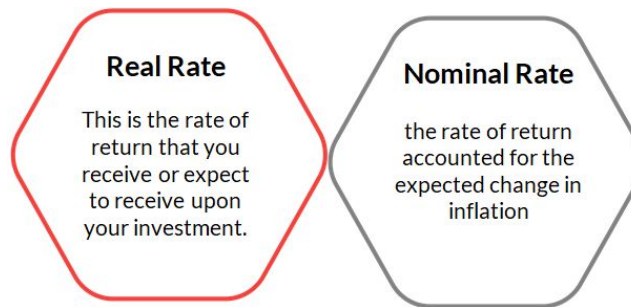 Real Rate
This is the rate of
return that you
receive or expect
to receive upon
your investment.
Nominal Rate
the rate of return
accounted for the
expected change in
inflation